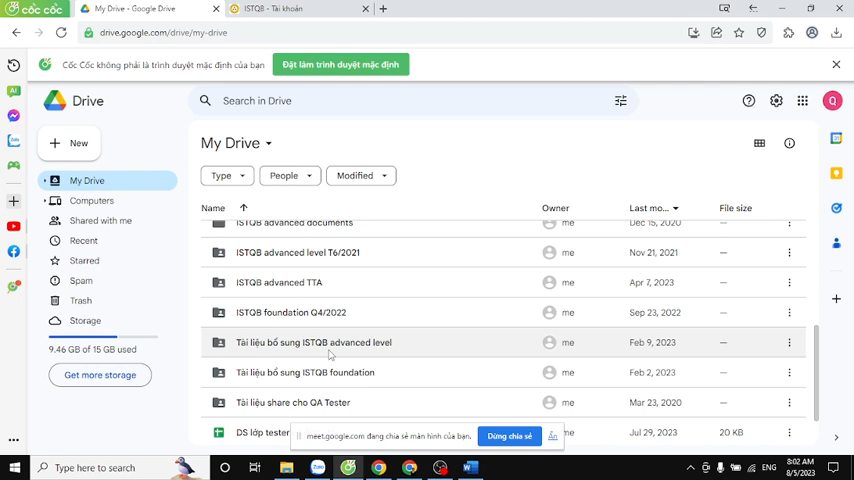 cốc cốc
My Drive - Google Drive
ISTQB - Tài khoản
drive.google.com/drive/my-drive
Cốc Cốc không phải là trình duyệt mặc định của bạn
Đặt làm trình duyệt mặc định
Drive
Search in Drive
Q
New
My Drive
Type
People
Modified
My Drive
Computers
Shared with me
Recent
Starred
Spam
Trash
Storage
9.46 GB of 15 GB used
Get more storage
Name
Owner
Last mo...
File size
ISTQB advanced documents
me
Dec 15, 2020
—
ISTQB advanced level T6/2021
me
Nov 21, 2021
—
ISTQB advanced TTA
me
Apr 7, 2023
—
ISTQB foundation Q4/2022
me
Sep 23, 2022
—
Tài liệu bổ sung ISTQB advanced level
me
Feb 9, 2023
—
Tài liệu bổ sung ISTQB foundation
me
Feb 2, 2023
—
Tài liệu share cho QA Tester
me
Mar 23, 2020
—
DS lớp tester
me
Jul 29, 2023
20 KB
meet.google.com đang chia sẻ màn hình của bạn.
Dừng chia sẻ
Ẩn
Type here to search
ENG
8:02 AM
8/5/2023